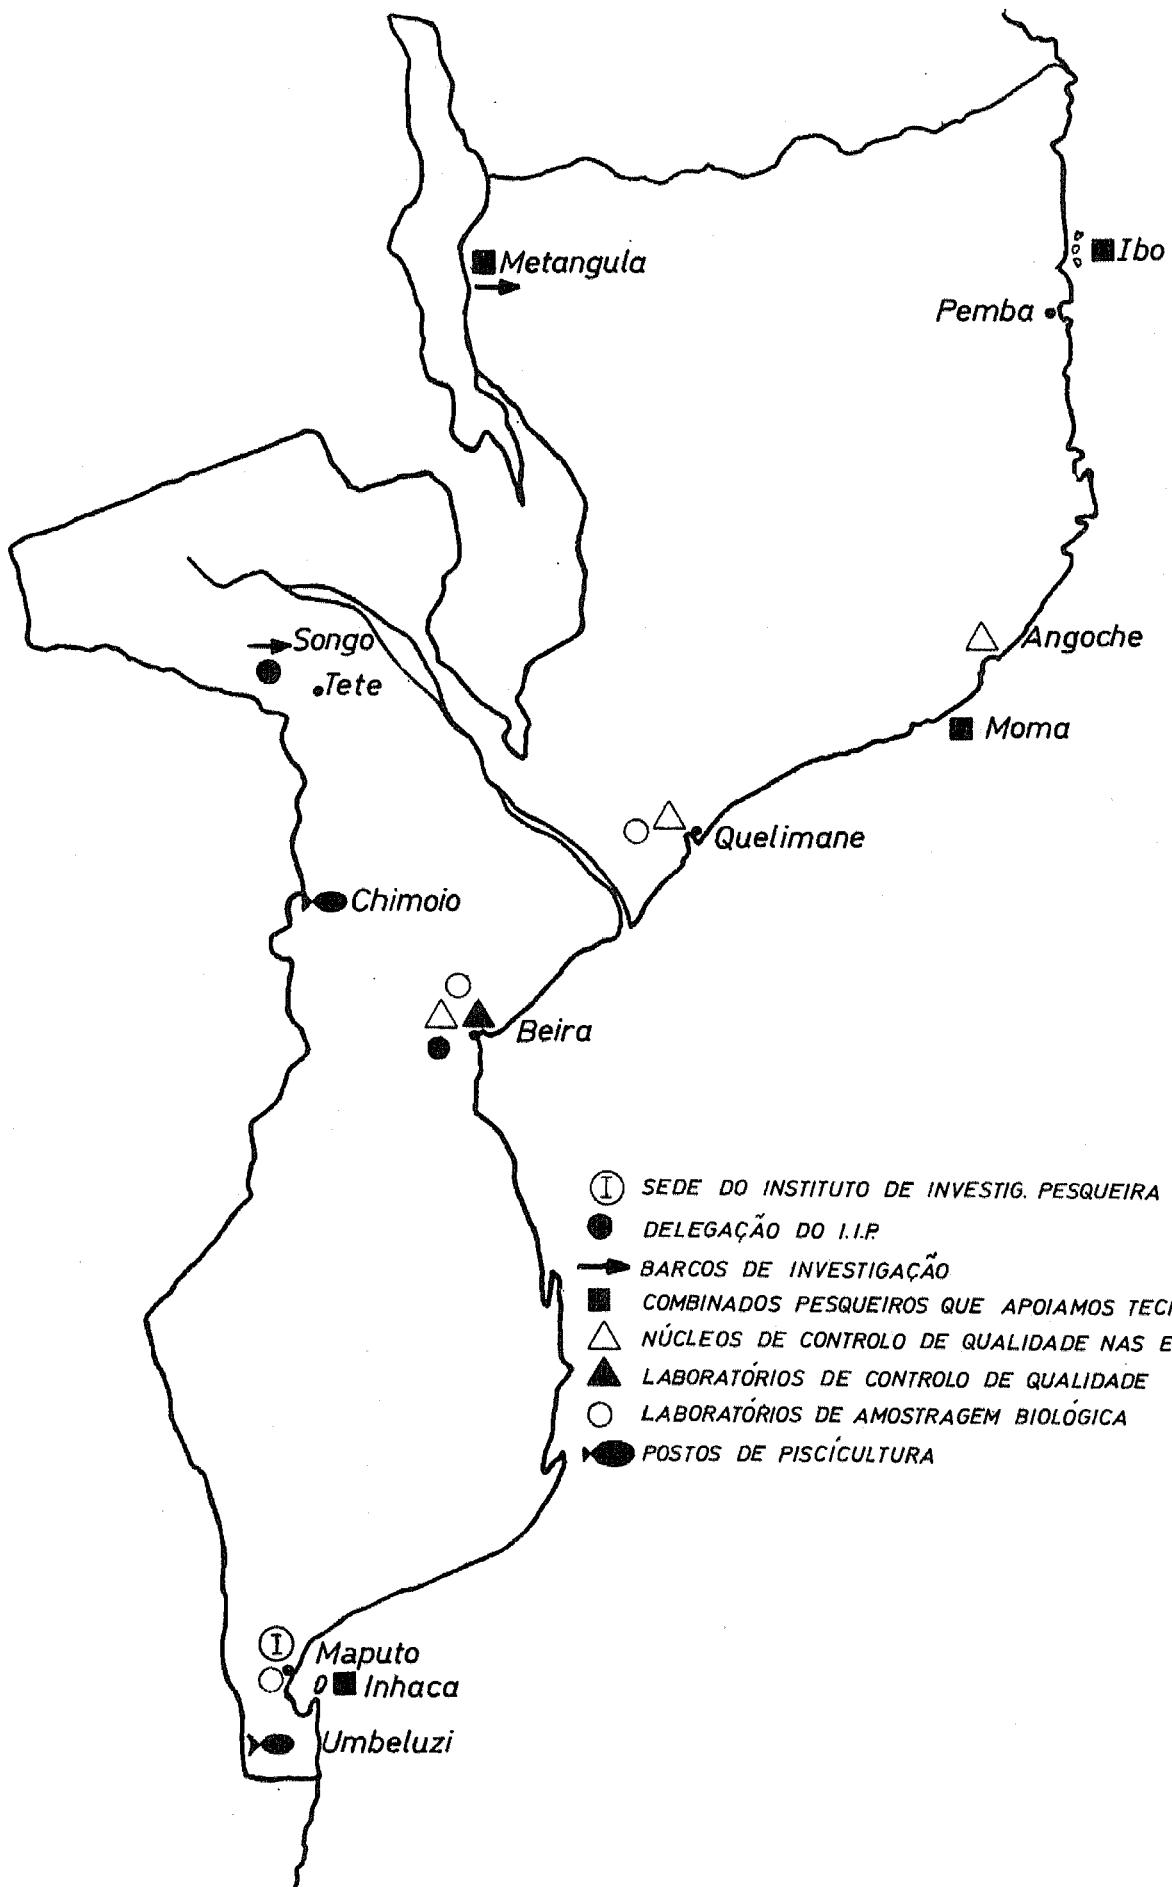 Metangula
Ibo
Pemba
Songo
Tete
Angoche
Moma
Quelimane
Chimoio
Beira
I SEDE DO INSTITUTO DE INVESTIG. PESQUEIRA
DELEGAÇÃO DO I.I.P.
BARCOS DE INVESTIGAÇÃO
COMBINADOS PESQUEIROS QUE APOIAMOS
NÚCLEOS DE CONTROLO DE QUALIDADE NAS
LABORATÓRIOS DE CONTROLO DE QUALIDADE
LABORATÓRIOS DE AMOSTRAGEM BIOLÓGICA
POSTOS DE PISCÍCULTURA
I
Maputo
Inhaca
Umbeluzi